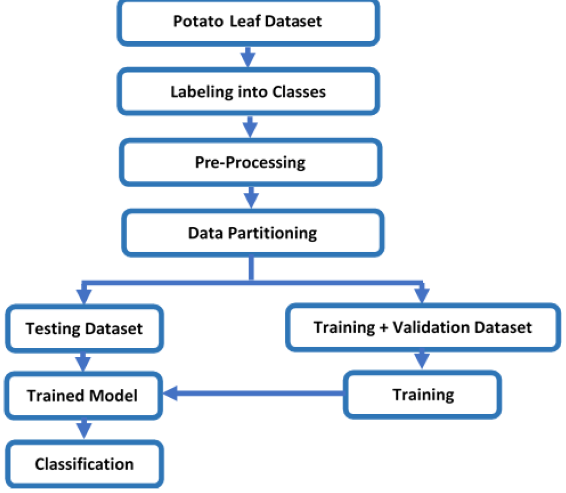 Potato Leaf Dataset
Labeling into Classes
Pre-Processing
Data Partitioning
Testing Dataset
Training + Validation Dataset
Trained Model
Training
Classification